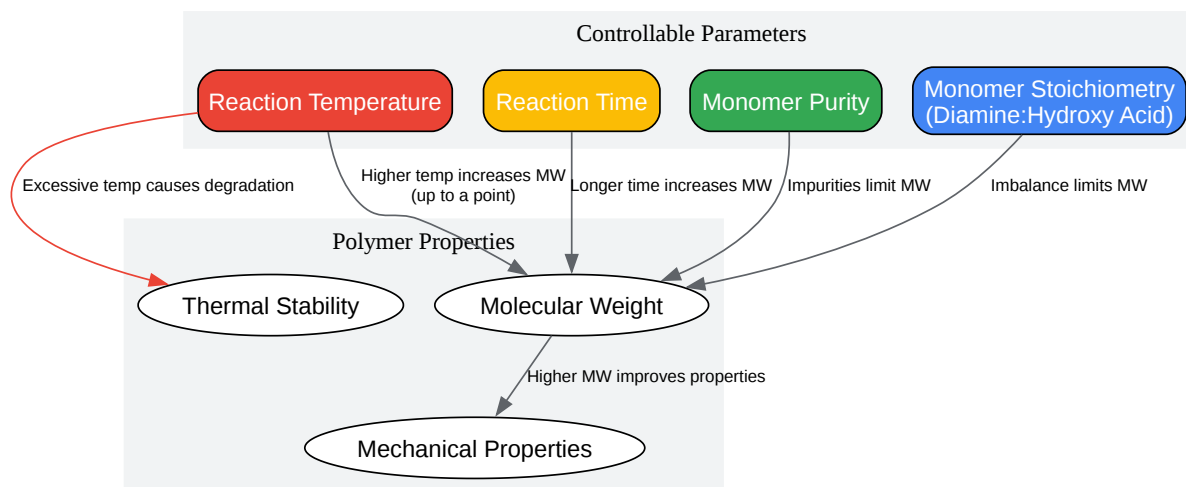 Controllable Parameters
Reaction Temperature
Reaction Time
Monomer Purity
Monomer Stoichiometry
(Diamine:Hydroxy Acid)
Excessive temp causes degradation
Higher temp increases MW
(up to a point)
Longer time increases MW
Impurities limit MW
Imbalance limits MW
Polymer Properties
Thermal Stability
Molecular Weight
Higher MW improves properties
Mechanical Properties